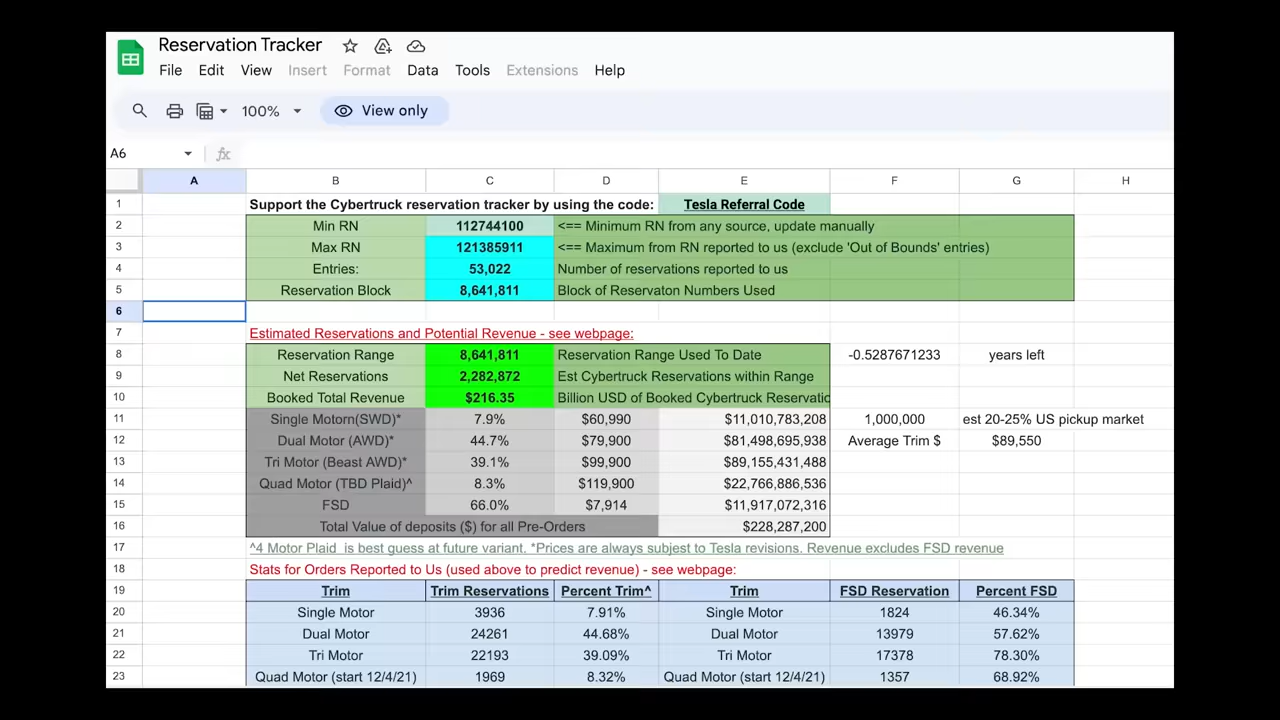 Reservation Tracker
File Edit View Insert Format Data Tools Extensions Help
100% View only
A6 fx
A B C D E F G H
1 Support the Cybertruck reservation tracker by using the code: Tesla Referral Code
2 Min RN 112744100 <== Minimum RN from any source, update manually
3 Max RN 121385911 <== Maximum from RN reported to us (exclude 'Out of Bounds' entries)
4 Entries: 53,022 Number of reservations reported to us
5 Reservation Block 8,641,811 Block of Reservaton Numbers Used
6
7 Estimated Reservations and Potential Revenue - see webpage:
8 Reservation Range 8,641,811 Reservation Range Used To Date -0.5287671233 years left
9 Net Reservations 2,282,872 Est Cybertruck Reservations within Range
10 Booked Total Revenue $216.35 Billion USD of Booked Cybertruck Reservatio
11 Single Motorn(SWD)* 7.9% $60,990 $11,010,783,208 1,000,000 est 20-25% US pickup market
12 Dual Motor (AWD)* 44.7% $79,900 $81,498,695,938 Average Trim $ $89,550
13 Tri Motor (Beast AWD)* 39.1% $99,900 $89,155,431,488
14 Quad Motor (TBD Plaid)^ 8.3% $119,900 $22,766,886,536
15 FSD 66.0% $7,914 $11,917,072,316
16 Total Value of deposits ($) for all Pre-Orders $228,287,200
17 ^4 Motor Plaid is best guess at future variant. *Prices are always subjest to Tesla revisions. Revenue excludes FSD revenue
18 Stats for Orders Reported to Us (used above to predict revenue) - see webpage:
19 Trim Trim Reservations Percent Trim^ Trim FSD Reservation Percent FSD
20 Single Motor 3936 7.91% Single Motor 1824 46.34%
21 Dual Motor 24261 44.68% Dual Motor 13979 57.62%
22 Tri Motor 22193 39.09% Tri Motor 17378 78.30%
23 Quad Motor (start 12/4/21) 1969 8.32% Quad Motor (start 12/4/21) 1357 68.92%